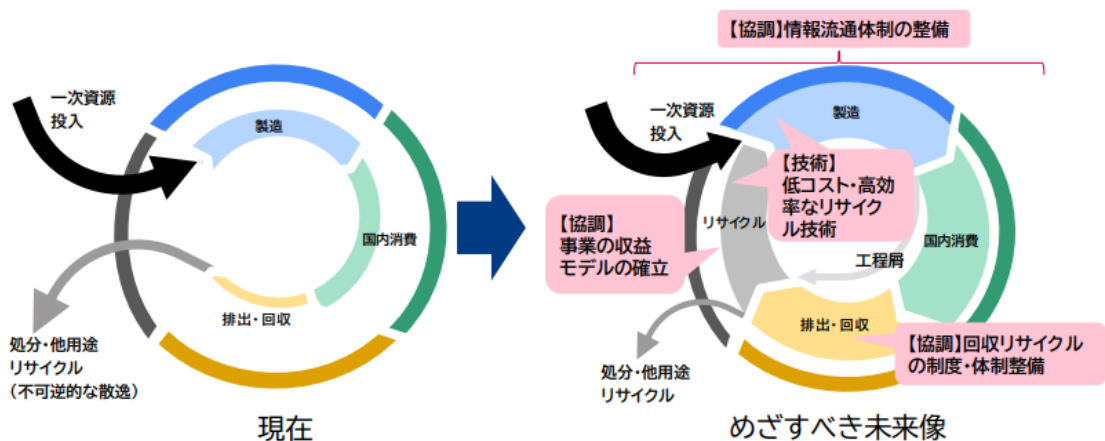 【協調】情報流通体制の整備
一次資源
投入
製造
国内消費
排出・回収
処分・他用途
リサイクル
（不可逆的な散逸）
現在
一次資源
投入
製造
【技術】
低コスト・高効
率なリサイク
ル技術
リサイクル
【協調】
事業の収益
モデルの確立
国内消費
工程屑
排出・回収
【協調】回収リサイクル
の制度・体制整備
処分・他用途
リサイクル
めざすべき未来像